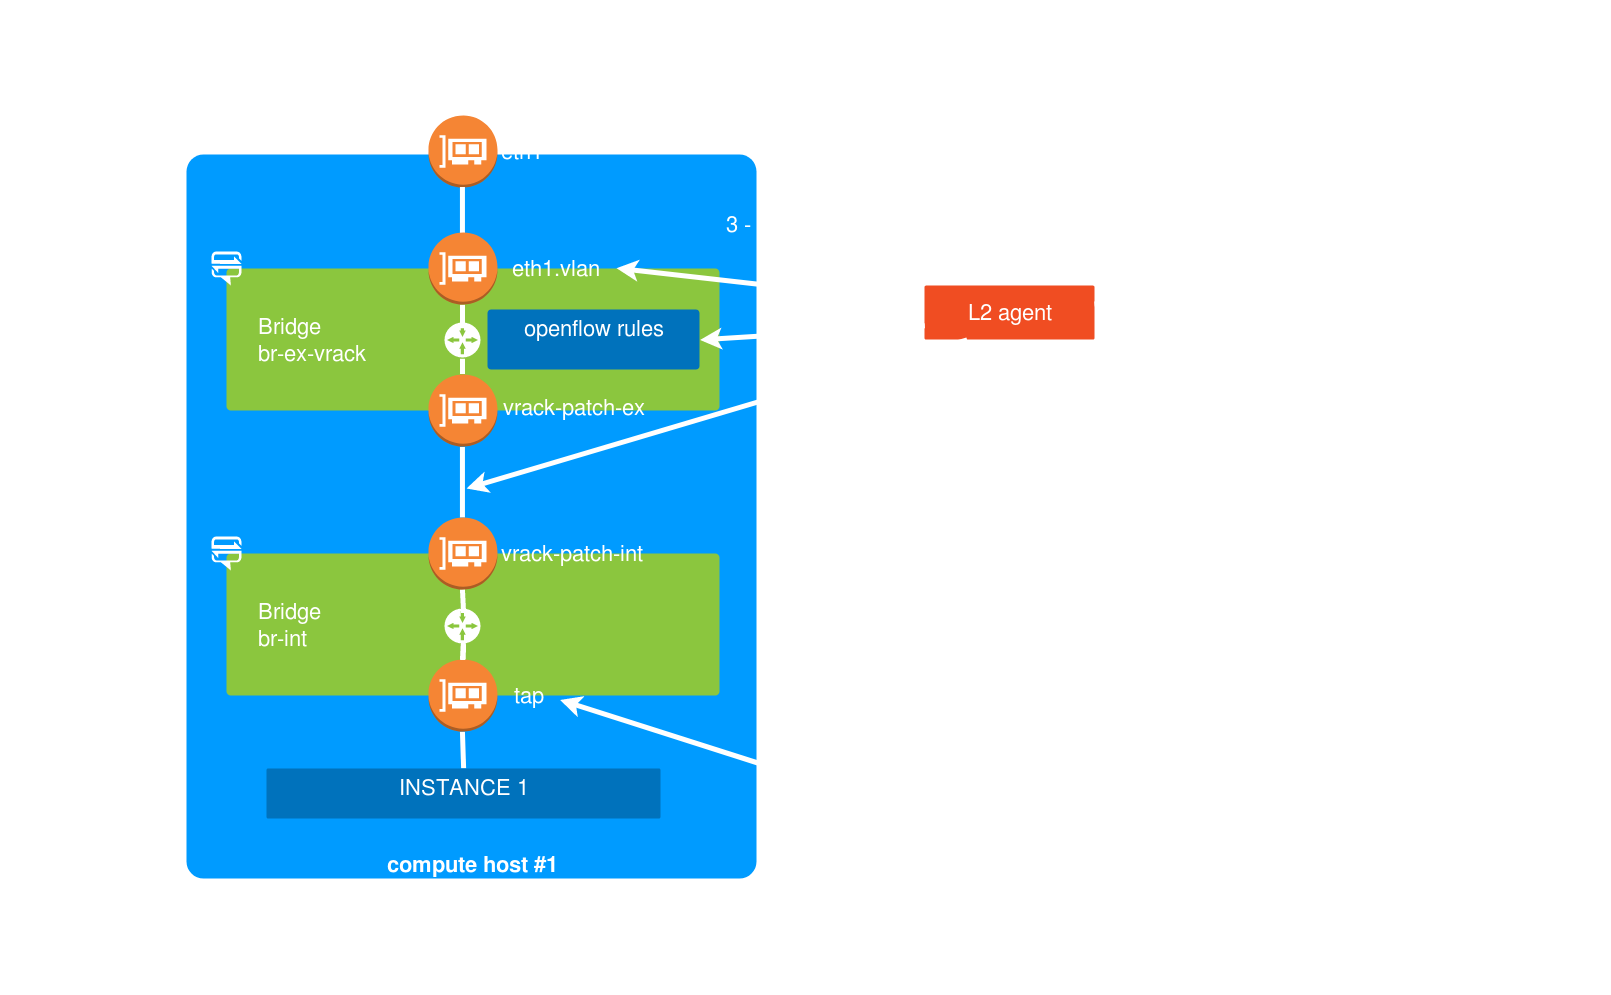 eth1
3 -
eth1.vlan
L2 agent
openflow rules
Bridge
br-ex-vrack
vrack-patch-ex
vrack-patch-int
Bridge
br-int
tap
INSTANCE 1
compute host #1